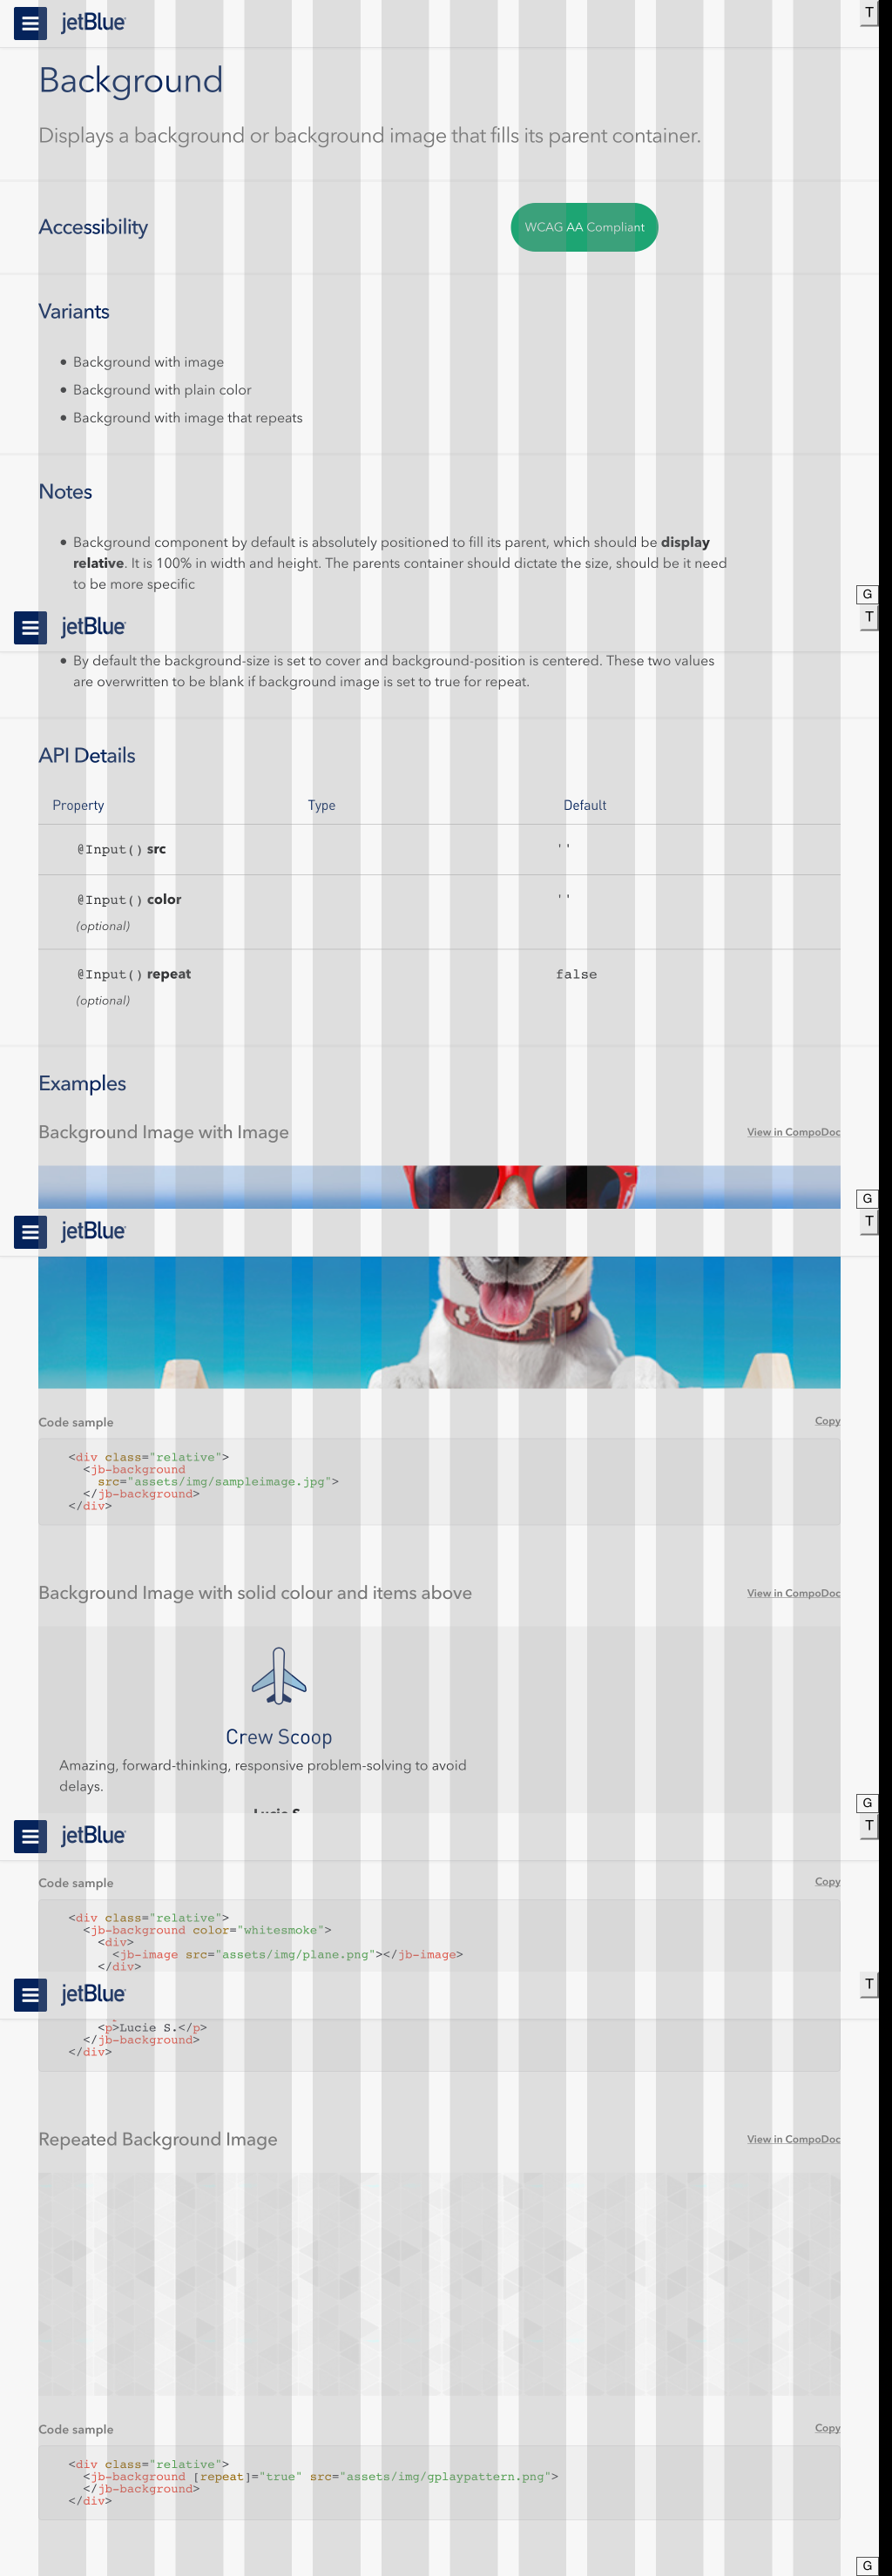 jetBlue
T
Background
Displays a background or background image that fills its parent container.
Accessibility
WCAG AA Compliant
Variants
Background with image
Background with plain color
Background with image that repeats
Notes
Background component by default is absolutely positioned to fill its parent, which should be display
relative. It is 100% in width and height. The parents container should dictate the size, should be it need
to be more specific
G
jetBlue
T
By default the background-size is set to cover and background-position is centered. These two values
are overwritten to be blank if background image is set to true for repeat.
API Details
Property Type Default
@Input() src ''
@Input() color ''
(optional)
@Input() repeat false
(optional)
Examples
Background Image with Image View in CompoDoc
G
jetBlue
T
Code sample Copy
<div class="relative">
<jb-background
src="assets/img/sampleimage.jpg">
</jb-background>
</div>
Background Image with solid colour and items above View in CompoDoc
Crew Scoop
Amazing, forward-thinking, responsive problem-solving to avoid
delays.
Lucie S
G
jetBlue
T
Code sample Copy
<div class="relative">
<jb-background color="whitesmoke">
<div>
<jb-image src="assets/img/plane.png"></jb-image>
</div>
jetBlue
T
<p>Lucie S.</p>
</jb-background>
</div>
Repeated Background Image View in CompoDoc
Code sample Copy
<div class="relative">
<jb-background [repeat]="true" src="assets/img/gplaypattern.png">
</jb-background>
</div>
G